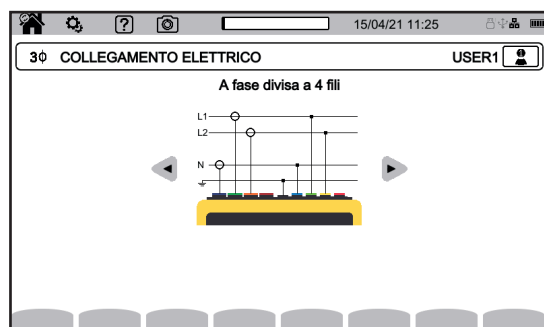 15/04/21 11:25
3ϕ COLLEGAMENTO ELETTRICO USER1
A fase divisa a 4 fili
L1
L2
N